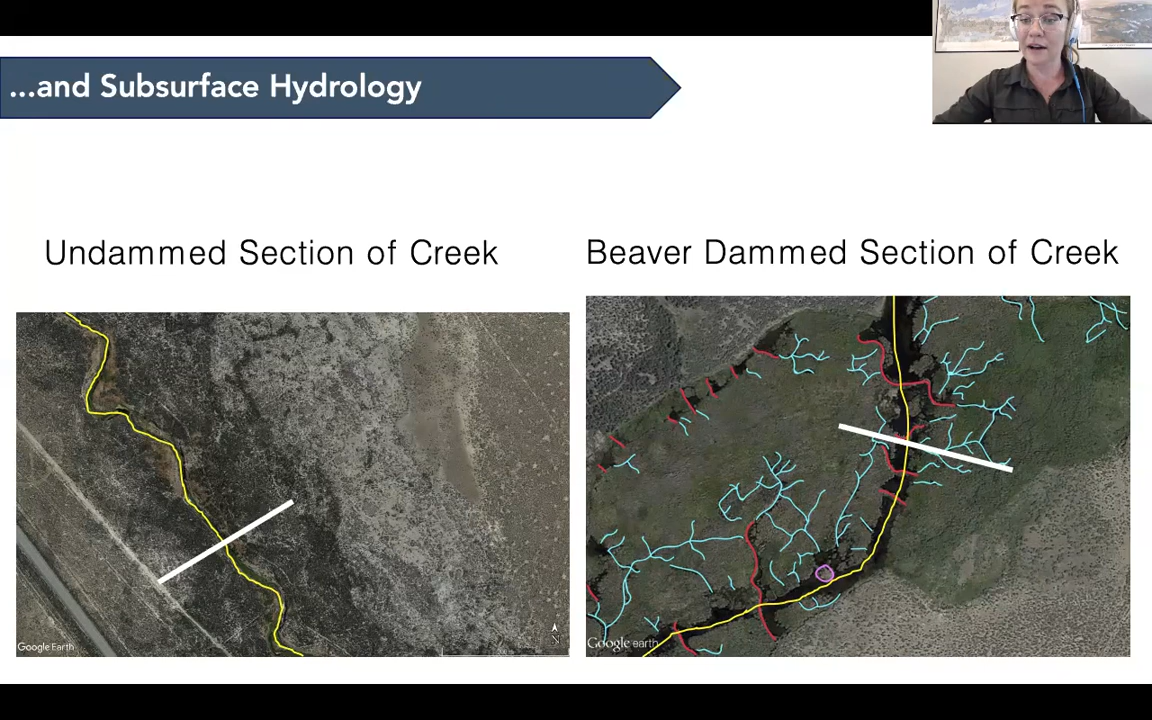 ...and Subsurface Hydrology
Undammed Section of Creek
Beaver Dammed Section of Creek
Google Earth
N
Google earth